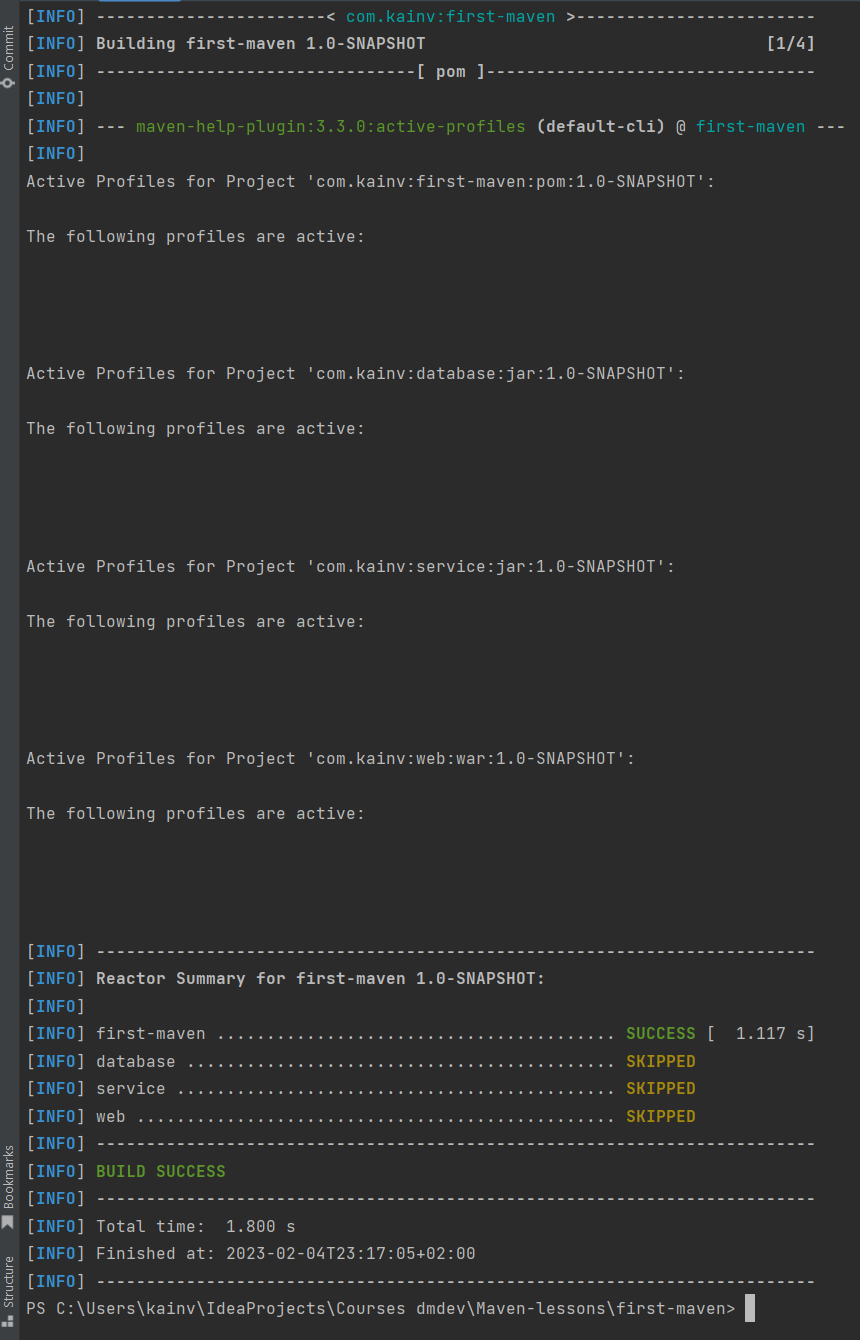 Commit
Bookmarks
Structure
[INFO] -----------------------< com.kainv:first-maven >------------------------
[INFO] Building first-maven 1.0-SNAPSHOT                                  [1/4]
[INFO] --------------------------------[ pom ]---------------------------------
[INFO]
[INFO] --- maven-help-plugin:3.3.0:active-profiles (default-cli) @ first-maven ---
[INFO]
Active Profiles for Project 'com.kainv:first-maven:pom:1.0-SNAPSHOT':
The following profiles are active:
Active Profiles for Project 'com.kainv:database:jar:1.0-SNAPSHOT':
The following profiles are active:
Active Profiles for Project 'com.kainv:service:jar:1.0-SNAPSHOT':
The following profiles are active:
Active Profiles for Project 'com.kainv:web:war:1.0-SNAPSHOT':
The following profiles are active:
[INFO] ------------------------------------------------------------------------
[INFO] Reactor Summary for first-maven 1.0-SNAPSHOT:
[INFO]
[INFO] first-maven ........................................ SUCCESS [  1.117 s]
[INFO] database ........................................... SKIPPED
[INFO] service ............................................ SKIPPED
[INFO] web ................................................ SKIPPED
[INFO] ------------------------------------------------------------------------
[INFO] BUILD SUCCESS
[INFO] ------------------------------------------------------------------------
[INFO] Total time:  1.800 s
[INFO] Finished at: 2023-02-04T23:17:05+02:00
[INFO] ------------------------------------------------------------------------
PS C:\Users\kainv\IdeaProjects\Courses dmdev\Maven-lessons\first-maven>